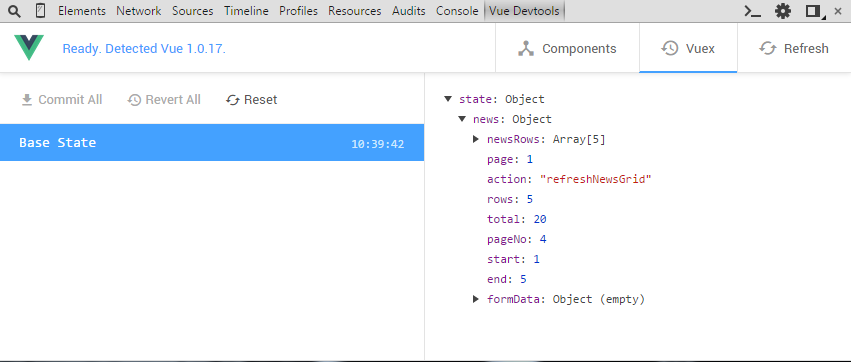 Elements Network Sources Timeline Profiles Resources Audits Console Vue Devtools
Ready. Detected Vue 1.0.17. Components Vuex Refresh
Commit All Revert All Reset
Base State 10:39:42
state: Object
news: Object
newsRows: Array[5]
page: 1
action: "refreshNewsGrid"
rows: 5
total: 20
pageNo: 4
start: 1
end: 5
formData: Object (empty)